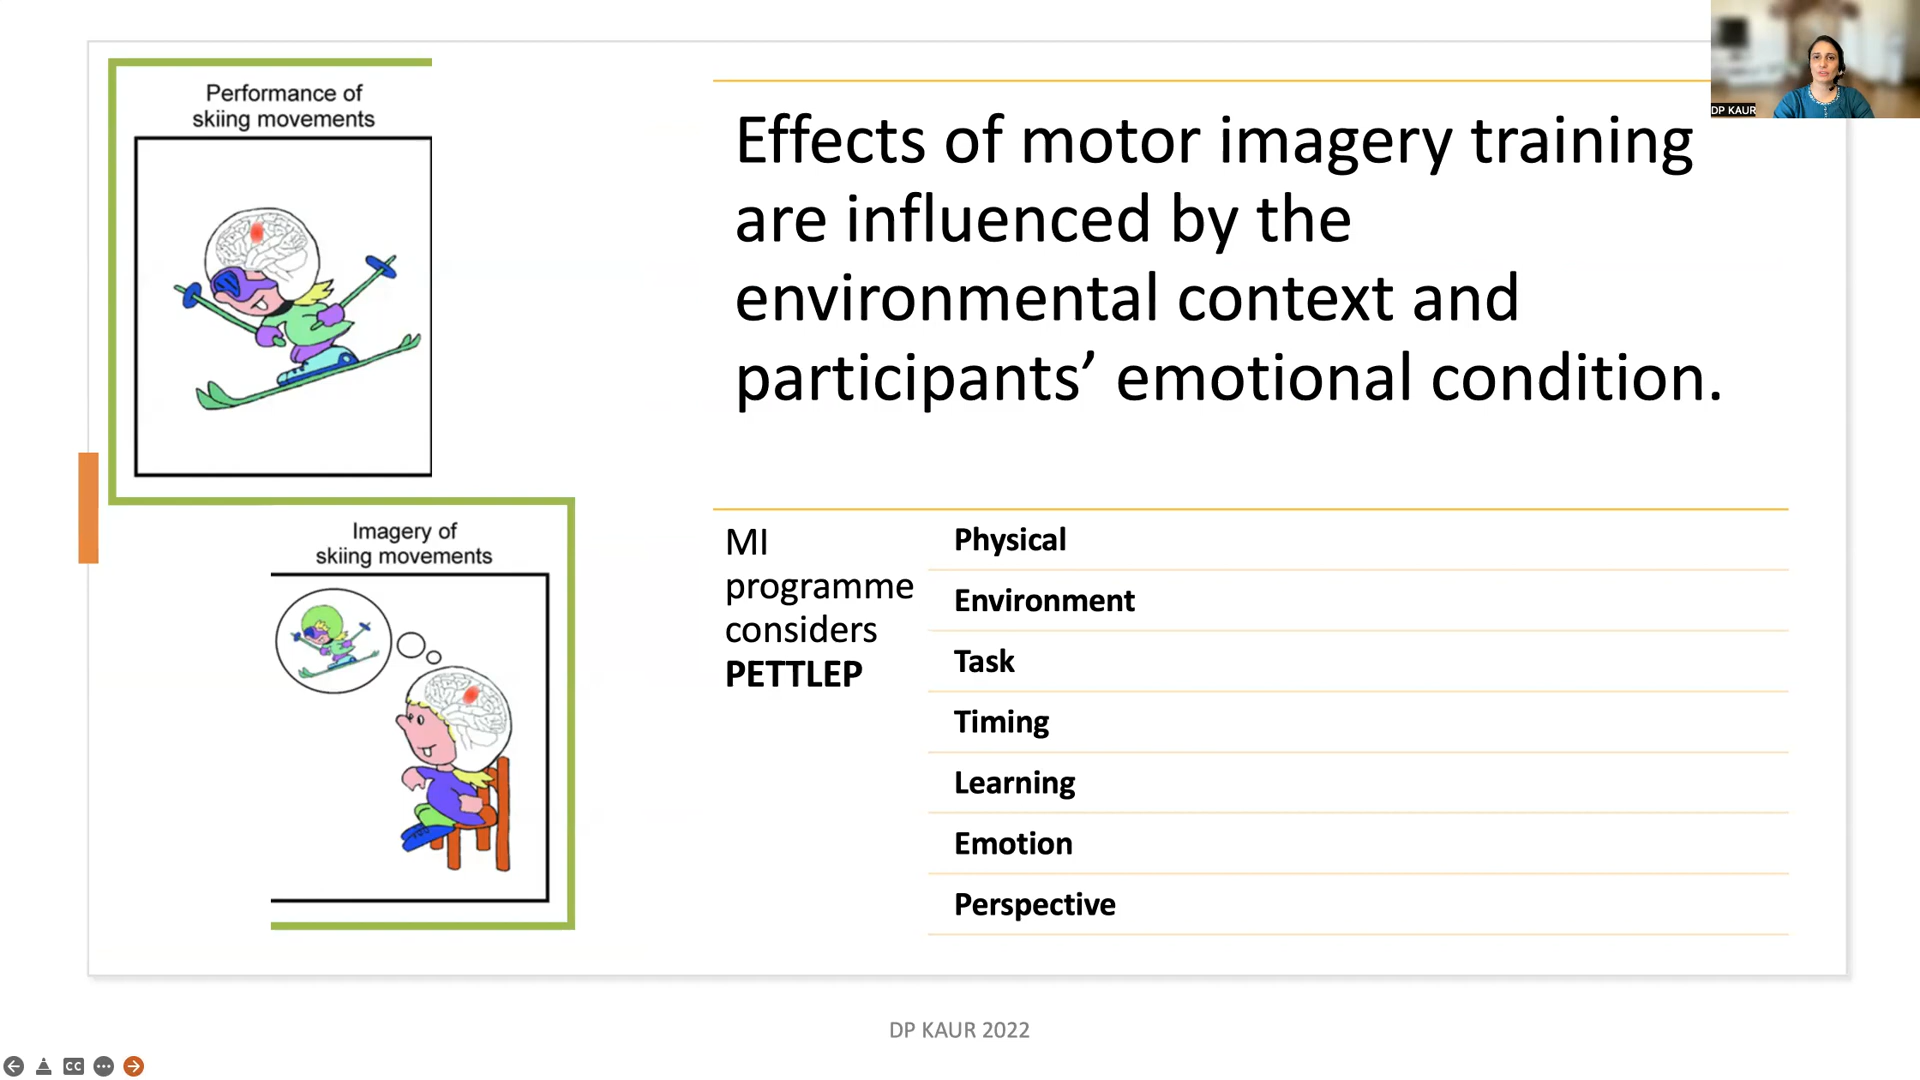 Performance of
skiing movements
Imagery of
skiing movements
Effects of motor imagery training
are influenced by the
environmental context and
participants’ emotional condition.
MI
programme
considers
PETTLEP
Physical
Environment
Task
Timing
Learning
Emotion
Perspective
DP KAUR
DP KAUR 2022
CC